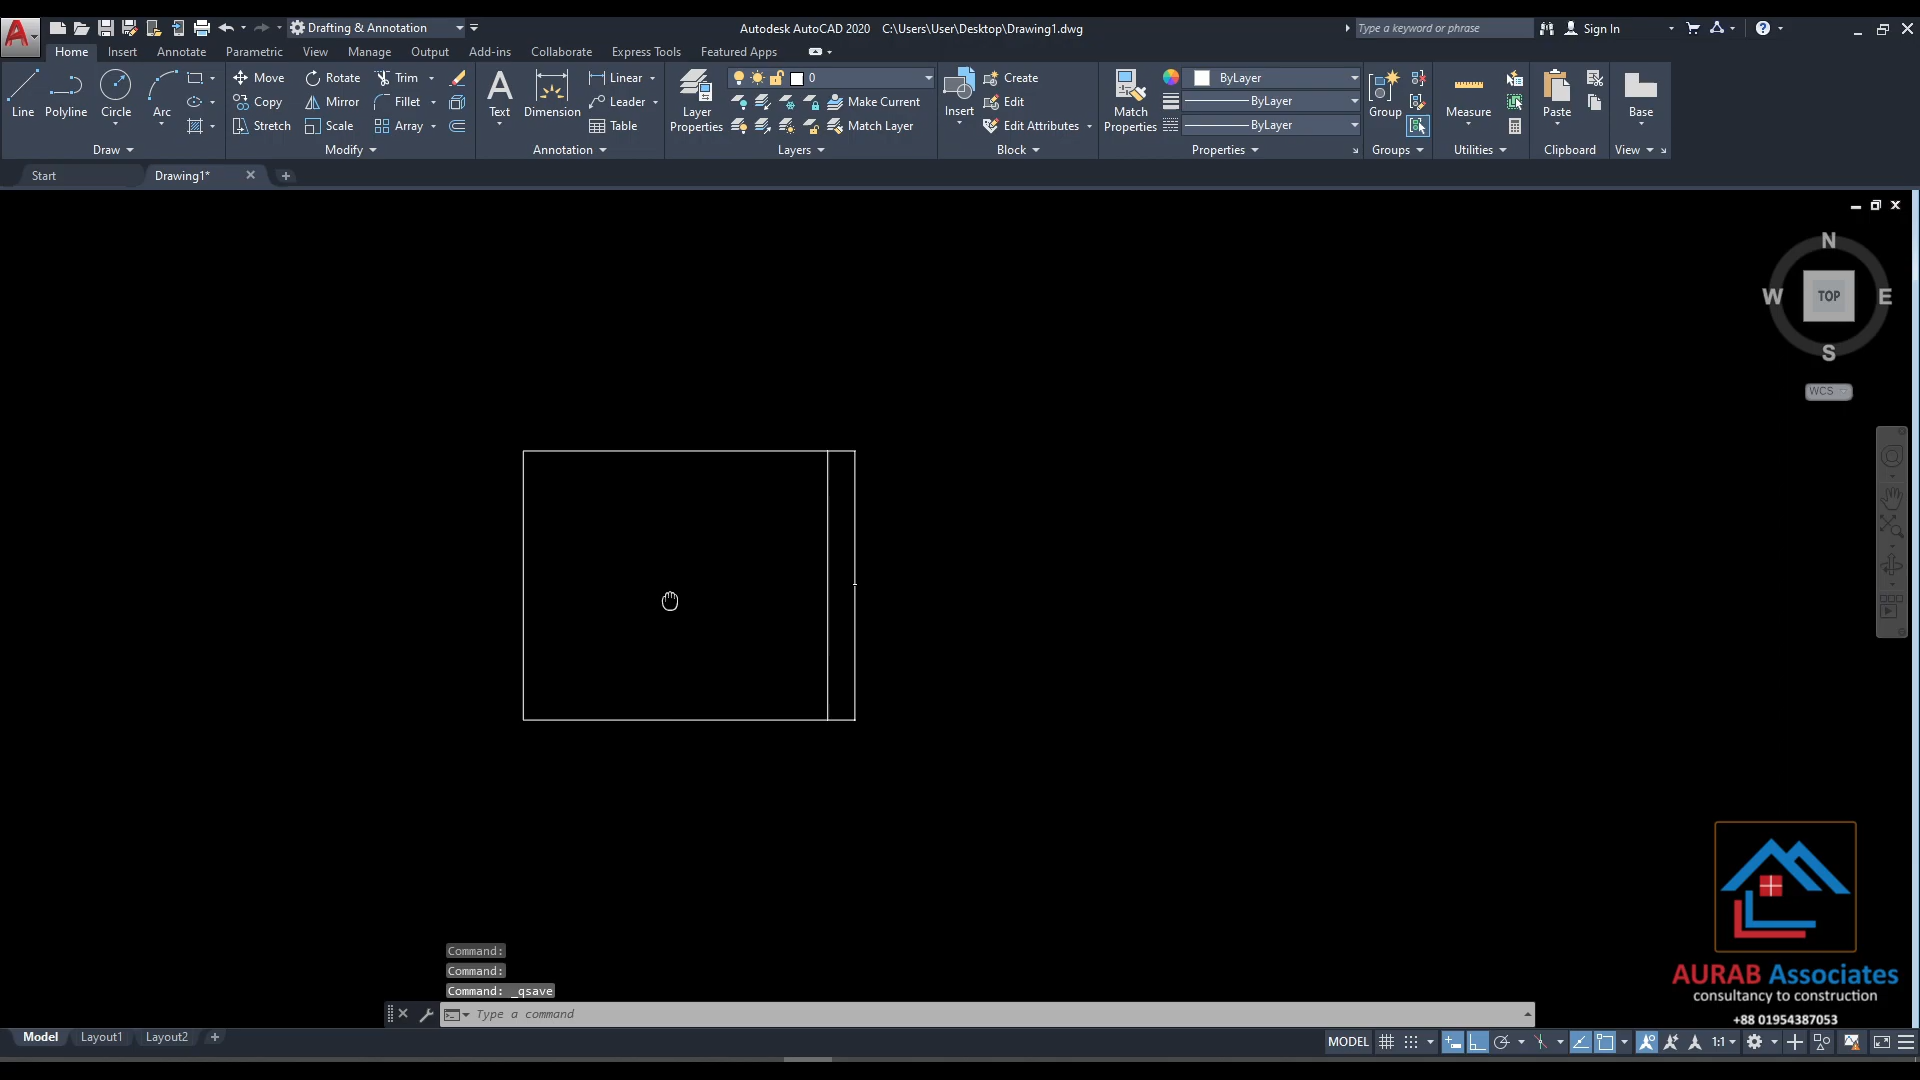 Drafting & Annotation
Autodesk AutoCAD 2020 C:\Users\User\Desktop\Drawing1.dwg
Type a keyword or phrase
Sign In
Home Insert Annotate Parametric View Manage Output Add-ins Collaborate Express Tools Featured Apps
Line Polyline Circle Arc
Move Rotate Trim
Copy Mirror Fillet
Stretch Scale Array
Text Dimension
Linear
Leader
Table
Layer Properties
0
Make Current
Match Layer
Insert
Create
Edit
Edit Attributes
Match Properties
ByLayer
ByLayer
ByLayer
Group
Measure
Paste
Base
Draw Modify Annotation Layers Block Properties Groups Utilities Clipboard View
Start Drawing1*
N
W TOP E
S
WCS
AURAB Associates
consultancy to construction
+88 01954387053
Command:
Command:
Command: _qsave
Type a command
Model Layout1 Layout2
MODEL 1:1